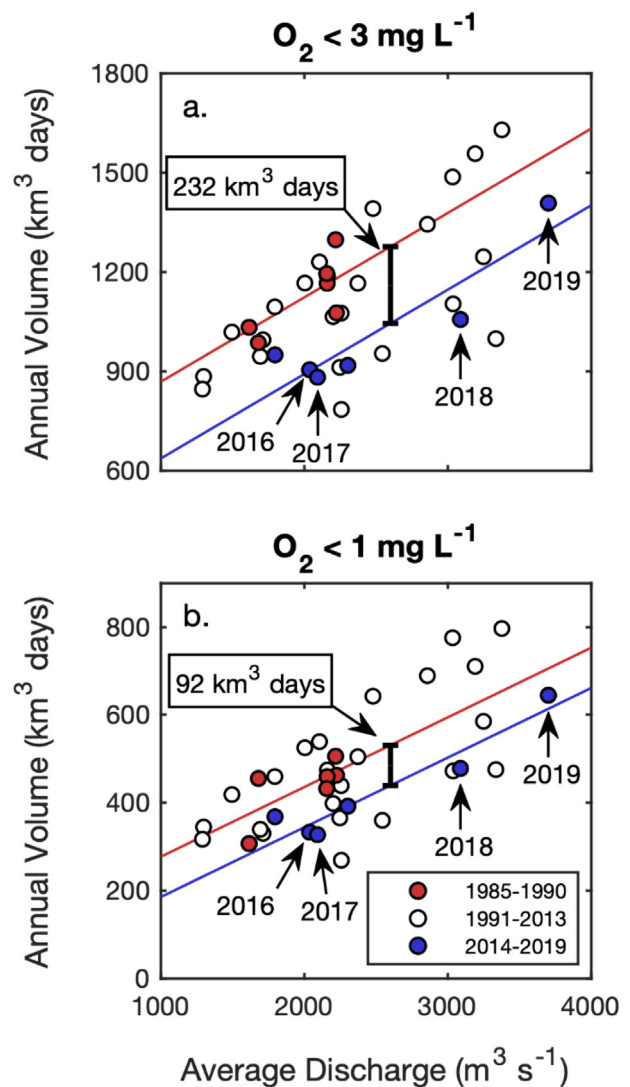 O₂ < 3 mg L⁻¹
1800
1500
1200
900
600
Annual Volume (km³ days)
a.
232 km³ days
2016
2017
2018
2019
O₂ < 1 mg L⁻¹
800
600
400
200
0
Annual Volume (km³ days)
b.
92 km³ days
2016
2017
2018
2019
1985-1990
1991-2013
2014-2019
1000 2000 3000 4000
Average Discharge (m³ s⁻¹)